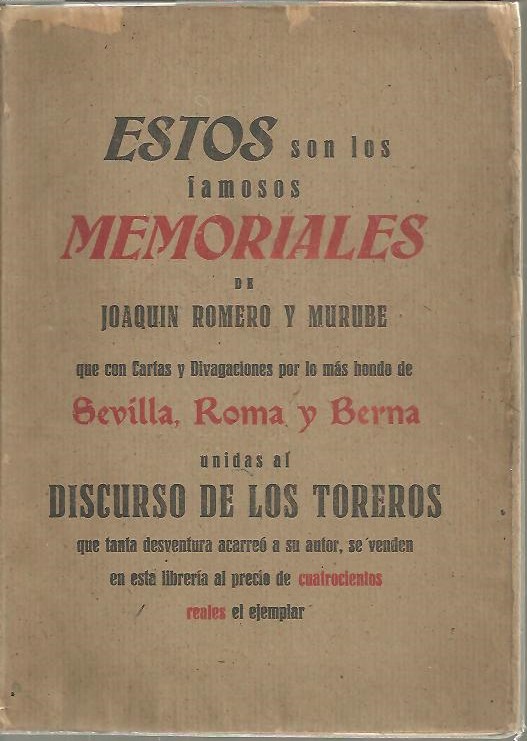 ESTOS son los
famosos
MEMORIALES
DE
JOAQUIN ROMERO Y MURUBE
que con Cartas y Divagaciones por lo más hondo de
Sevilla, Roma y Berna
unidas al
DISCURSO DE LOS TOREROS
que tanta desventura acarreó a su autor, se venden
en esta librería al precio de cuatrocientos
reales el ejemplar